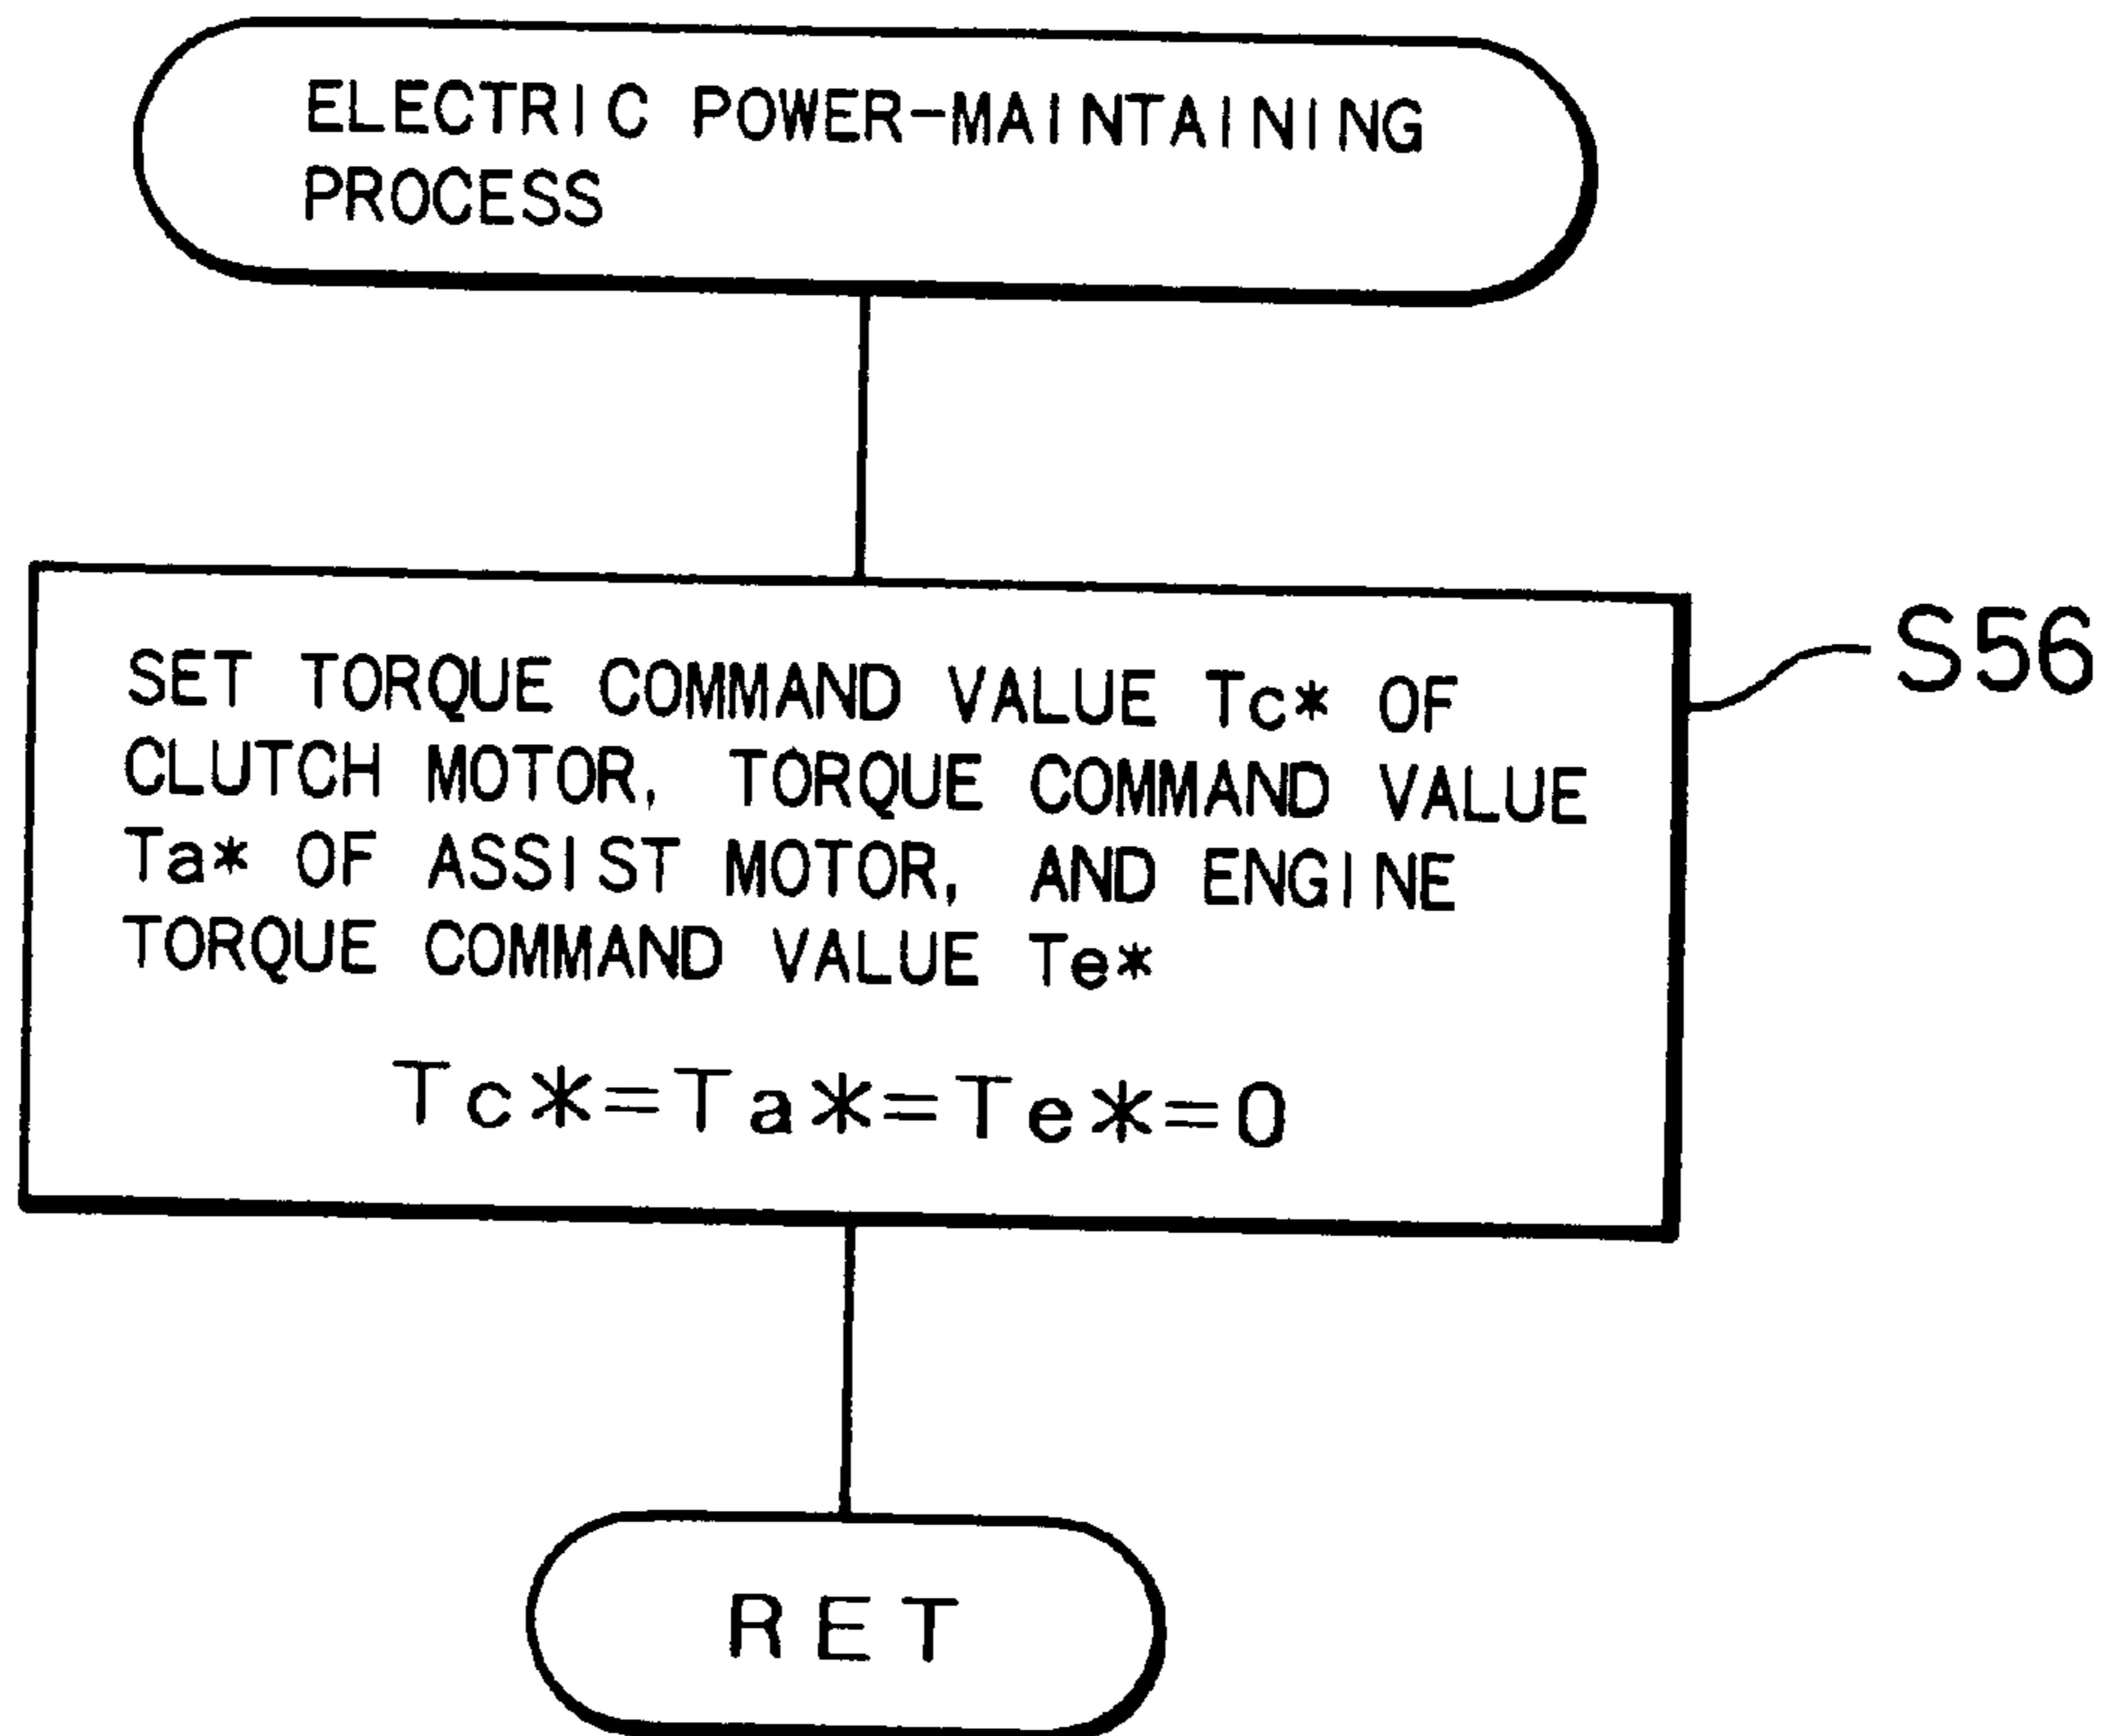 ELECTRIC POWER-MAINTAINING
PROCESS
SET TORQUE COMMAND VALUE Tc* OF
CLUTCH MOTOR, TORQUE COMMAND VALUE
Ta* OF ASSIST MOTOR, AND ENGINE
TORQUE COMMAND VALUE Te*
Tc*=Ta*=Te*=0
S56
RET